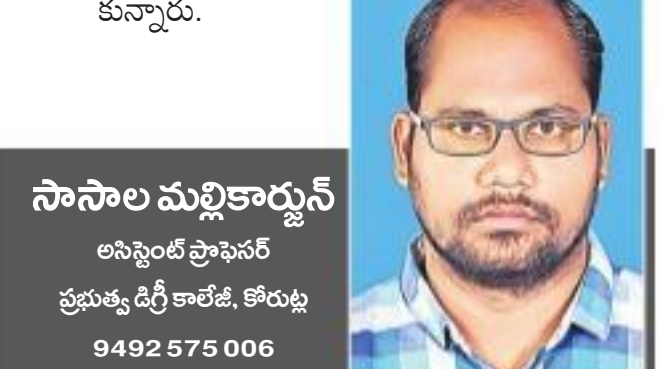 కున్నారు.
సాసాల మల్లికార్జున్
అసిస్టెంట్ ప్రొఫెసర్
ప్రభుత్వ డిగ్రీ కాలేజీ, కోరుట్ల
9492 575 006